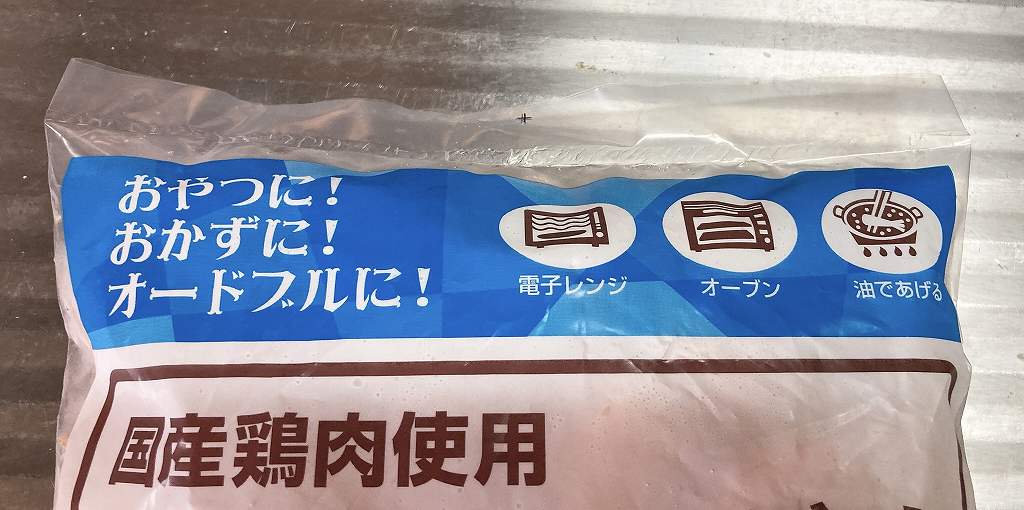 おやつに！
おかずに！
オードブルに！
電子レンジ
オーブン
油であげる
国産鶏肉使用